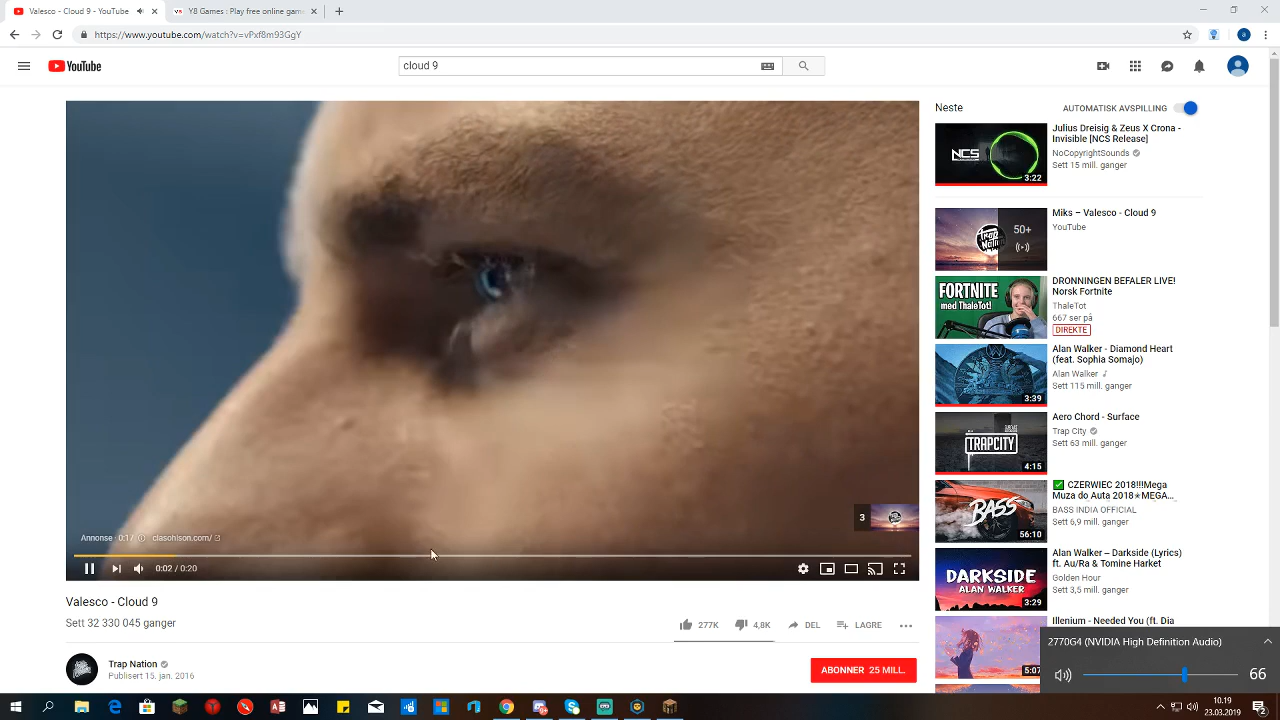 Valesco - Cloud 9 - YouTube
Y8 Games : Play free online gam
https://www.youtube.com/watch?v=vPxf8m93GgY
YouTube
cloud 9
Neste
AUTOMATISK AVSPILLING
NCS
3:22
Julius Dreisig & Zeus X Crona -
Invisible [NCS Release]
NoCopyrightSounds
Sett 15 mill. ganger
TRAP NATION
50+
Miks – Valesco - Cloud 9
YouTube
FORTNITE
med ThaleTot!
DRONNINGEN BEFALER LIVE!
Norsk Fortnite
ThaleTot
667 ser på
DIREKTE
3:39
Alan Walker - Diamond Heart
(feat. Sophia Somajo)
Alan Walker
Sett 115 mill. ganger
TRAPCITY
4:15
Aero Chord - Surface
Trap City
Sett 63 mill. ganger
BASS
56:10
✅ CZERWIEC 2018!!!Mega
Muza do Auta 2018★MEGA...
BASS INDIA OFFICIAL
Sett 6,9 mill. ganger
DARKSIDE
ALAN WALKER
3:29
Alan Walker – Darkside (Lyrics)
ft. Au/Ra & Tomine Harket
Golden Hour
Sett 3,5 mill. ganger
5:07
Illenium - Needed You (ft. Dia
3
Annonse · 0:17
clasohlson.com/
0:02 / 0:20
Valesco - Cloud 9
Sett 32 330 045 ganger
277K
4,8K
DEL
LAGRE
Trap Nation
Publisert 15. jan. 2016
ABONNER 25 MILL.
2770G4 (NVIDIA High Definition Audio)
66
10.19
23.03.2019